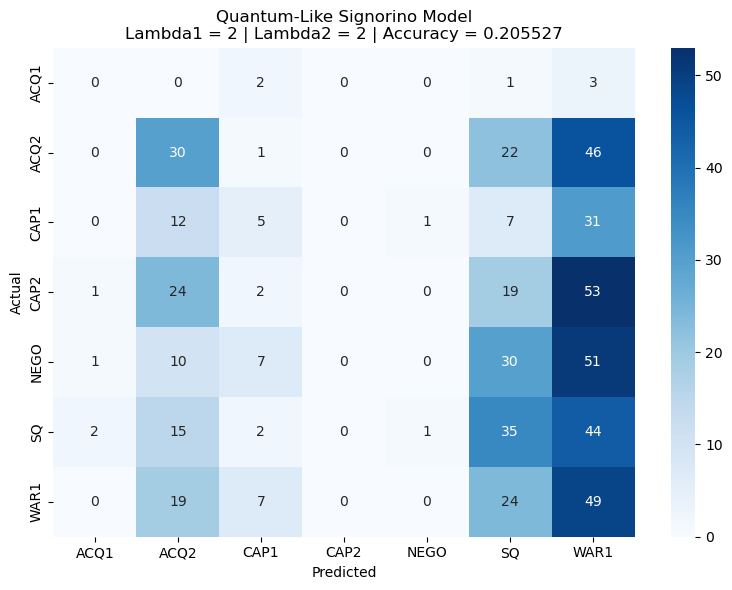 Quantum-Like Signorino Model
Lambda1 = 2 | Lambda2 = 2 | Accuracy = 0.205527
ACQ1 0 0 2 0 0 1 3
ACQ2 0 30 1 0 0 22 46
CAP1 0 12 5 0 1 7 31
CAP2 1 24 2 0 0 19 53
NEGO 1 10 7 0 0 30 51
SQ 2 15 2 0 1 35 44
WAR1 0 19 7 0 0 24 49
Actual
ACQ1 ACQ2 CAP1 CAP2 NEGO SQ WAR1
Predicted
50
40
30
20
10
0